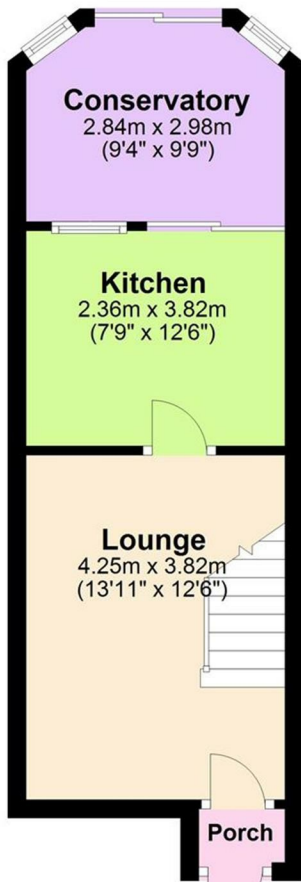 Conservatory
2.84m x 2.98m
(9'4" x 9'9")
Kitchen
2.36m x 3.82m
(7'9" x 12'6")
Lounge
4.25m x 3.82m
(13'11" x 12'6")
Porch